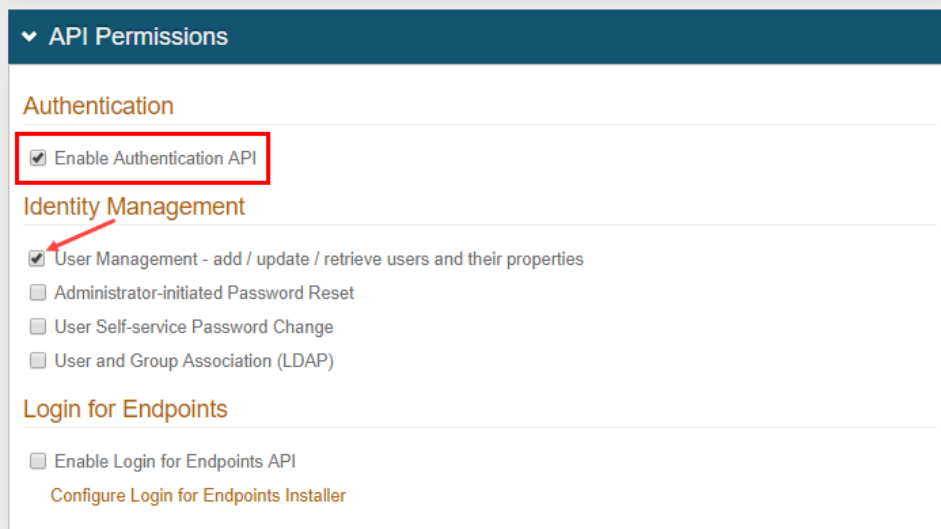 API Permissions
Authentication
Enable Authentication API
Identity Management
User Management - add / update / retrieve users and their properties
Administrator-initiated Password Reset
User Self-service Password Change
User and Group Association (LDAP)
Login for Endpoints
Enable Login for Endpoints API
Configure Login for Endpoints Installer